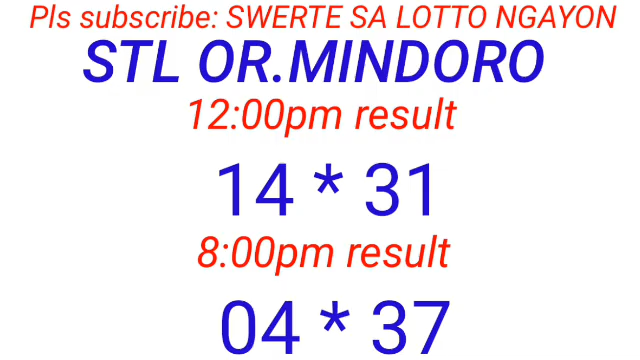 Pls subscribe: SWERTE SA LOTTO NGAYON
STL OR.MINDORO
12:00pm result
14 * 31
8:00pm result
04 * 37